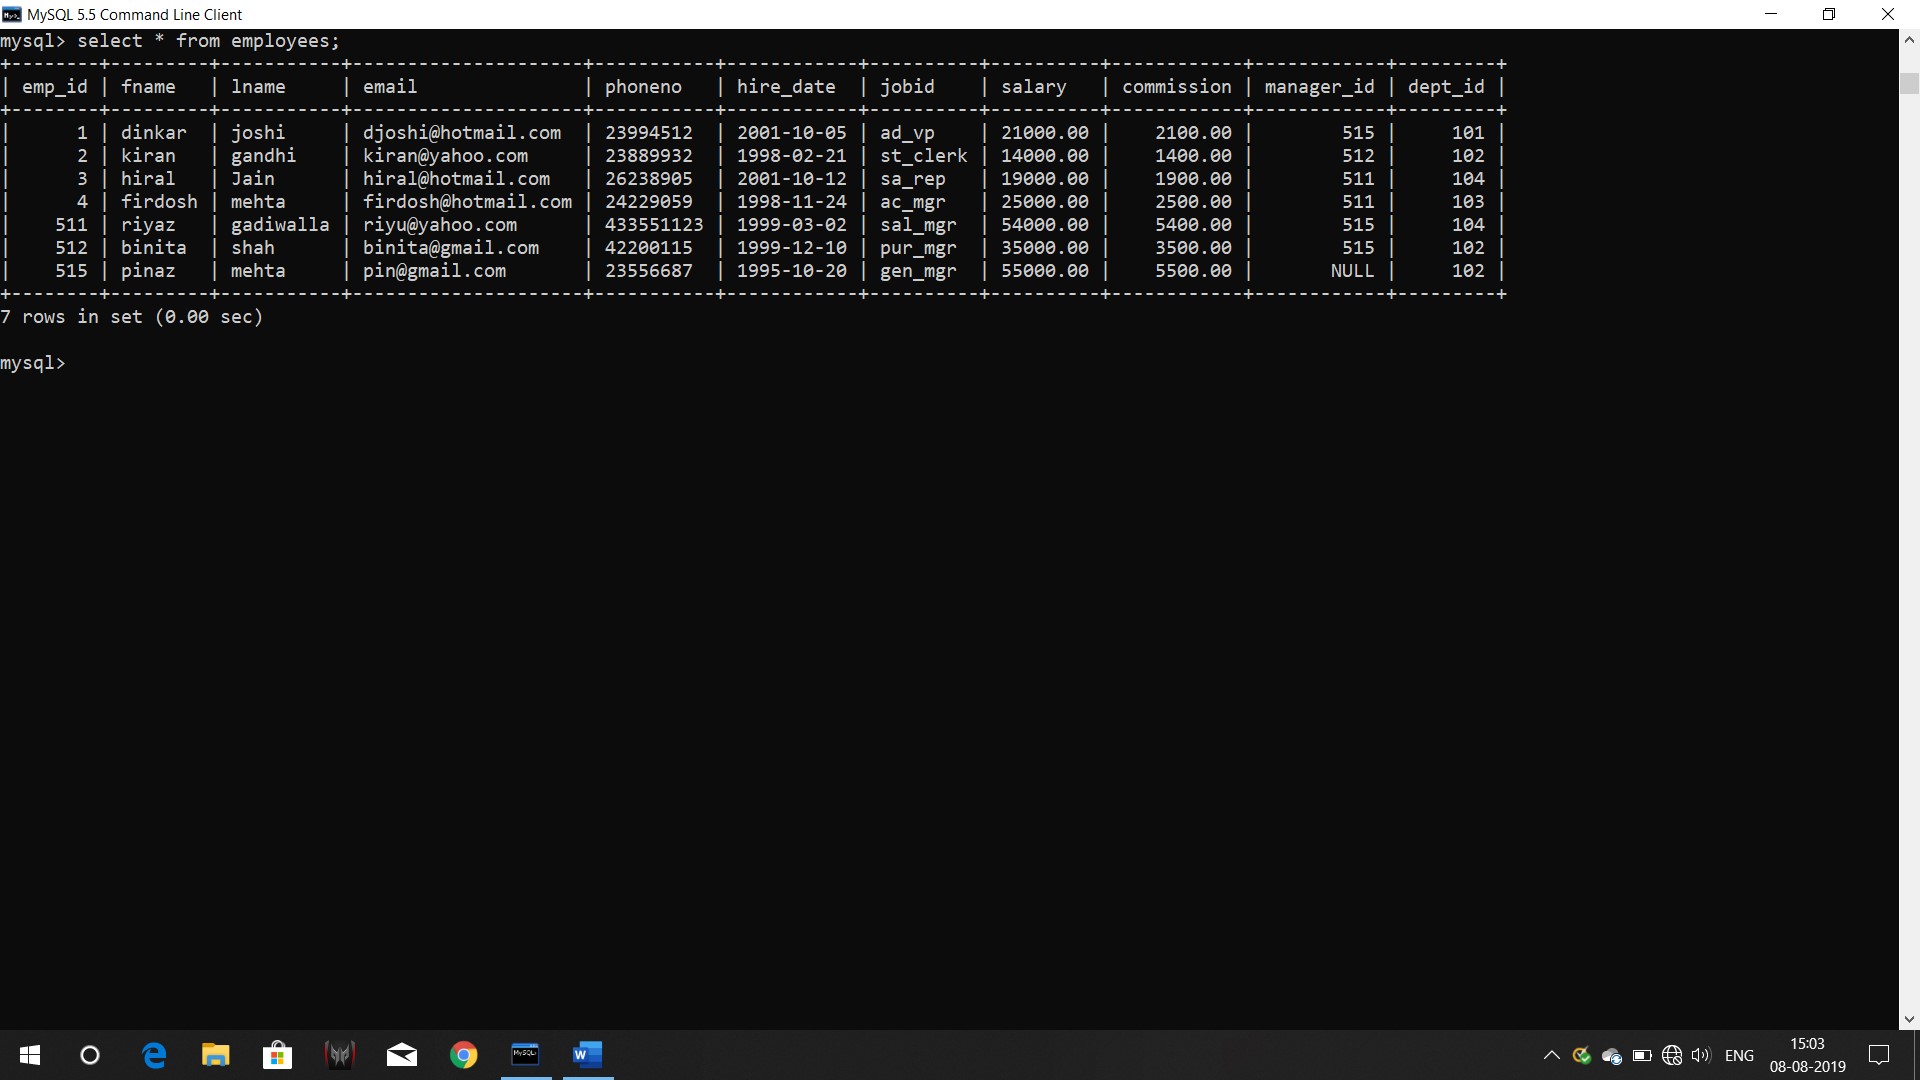 MySQL 5.5 Command Line Client
mysql> select * from employees;
+--------+---------+-----------+----------------------+-----------+------------+----------+----------+------------+------------+---------+
| emp_id | fname   | lname     | email                | phoneno   | hire_date  | jobid    | salary   | commission | manager_id | dept_id |
+--------+---------+-----------+----------------------+-----------+------------+----------+----------+------------+------------+---------+
|      1 | dinkar  | joshi     | djoshi@hotmail.com   | 23994512  | 2001-10-05 | ad_vp    | 21000.00 |    2100.00 |        515 |     101 |
|      2 | kiran   | gandhi    | kiran@yahoo.com      | 23889932  | 1998-02-21 | st_clerk | 14000.00 |    1400.00 |        512 |     102 |
|      3 | hiral   | Jain      | hiral@hotmail.com    | 26238905  | 2001-10-12 | sa_rep   | 19000.00 |    1900.00 |        511 |     104 |
|      4 | firdosh | mehta     | firdosh@hotmail.com  | 24229059  | 1998-11-24 | ac_mgr   | 25000.00 |    2500.00 |        511 |     103 |
|    511 | riyaz   | gadiwalla | riyu@yahoo.com       | 433551123 | 1999-03-02 | sal_mgr  | 54000.00 |    5400.00 |        515 |     104 |
|    512 | binita  | shah      | binita@gmail.com     | 42200115  | 1999-12-10 | pur_mgr  | 35000.00 |    3500.00 |        515 |     102 |
|    515 | pinaz   | mehta     | pin@gmail.com        | 23556687  | 1995-10-20 | gen_mgr  | 55000.00 |    5500.00 |       NULL |     102 |
+--------+---------+-----------+----------------------+-----------+------------+----------+----------+------------+------------+---------+
7 rows in set (0.00 sec)
mysql>
ENG
15:03
08-08-2019